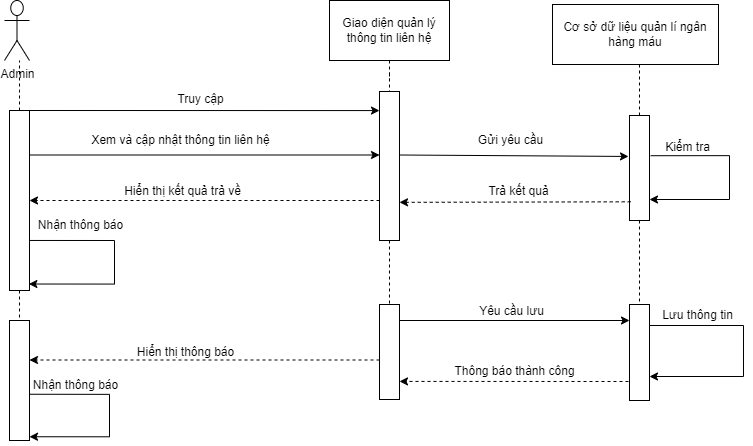 Giao diện quản lý
thông tin liên hệ
Cơ sở dữ liệu quản lí ngân
hàng máu
Admin
Truy cập
Xem và cập nhật thông tin liên hệ
Gửi yêu cầu
Kiểm tra
Hiển thị kết quả trả về
Trả kết quả
Nhận thông báo
Yêu cầu lưu
Lưu thông tin
Hiển thị thông báo
Thông báo thành công
Nhận thông báo